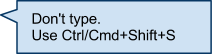 Don't type.
Use Ctrl/Cmd+Shift+S